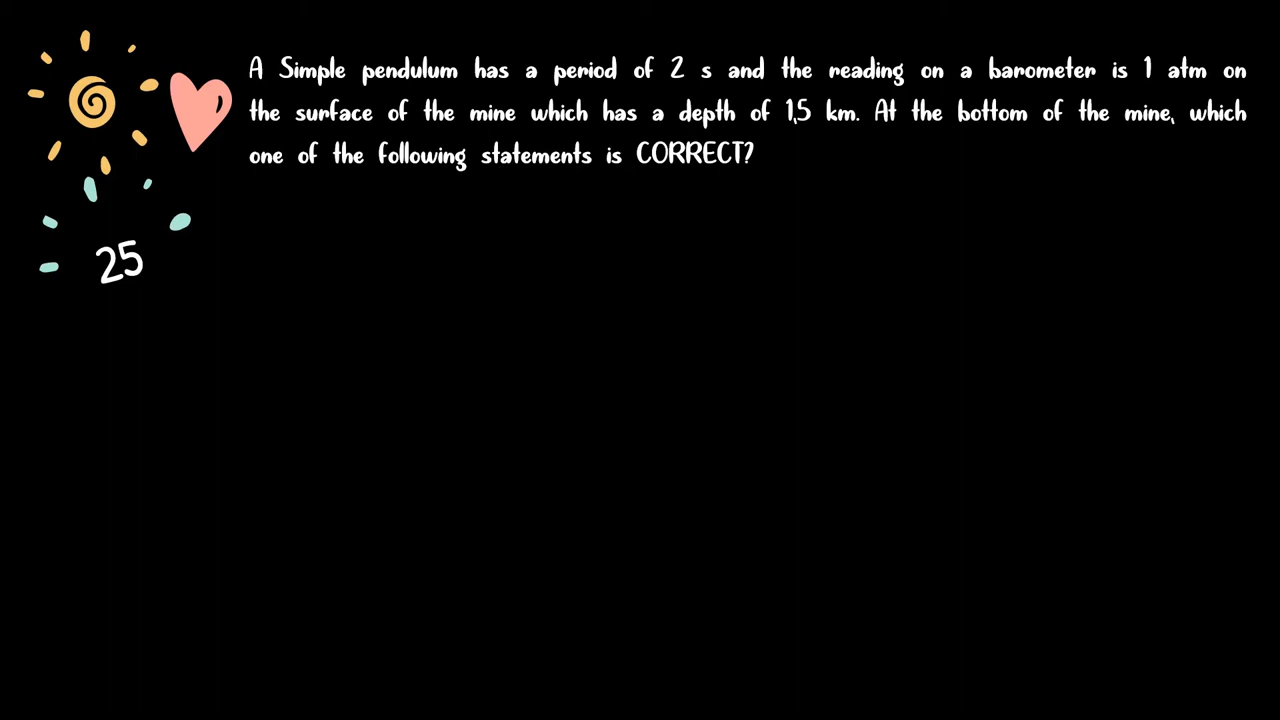 A Simple pendulum has a period of 2 s and the reading on a barometer is 1 atm on
the surface of the mine which has a depth of 1,5 km. At the bottom of the mine, which
one of the following statements is CORRECT?
25